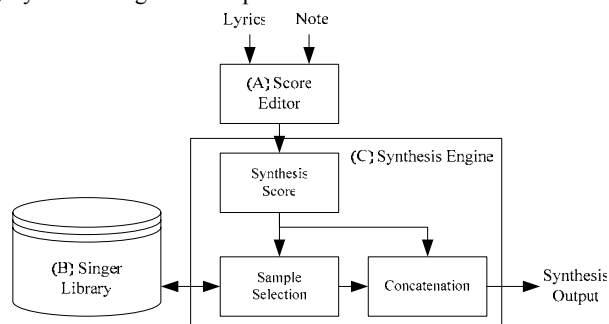 Lyrics Note
(A) Score
Editor
(C) Synthesis Engine
Synthesis
Score
(B) Singer
Library
Sample
Selection
Concatenation
Synthesis
Output